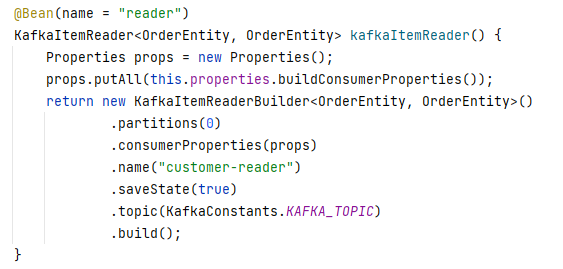 @Bean(name = "reader")
KafkaItemReader<OrderEntity, OrderEntity> kafkaItemReader() {
    Properties props = new Properties();
    props.putAll(this.properties.buildConsumerProperties());
    return new KafkaItemReaderBuilder<OrderEntity, OrderEntity>()
            .partitions(0)
            .consumerProperties(props)
            .name("customer-reader")
            .saveState(true)
            .topic(KafkaConstants.KAFKA_TOPIC)
            .build();
}